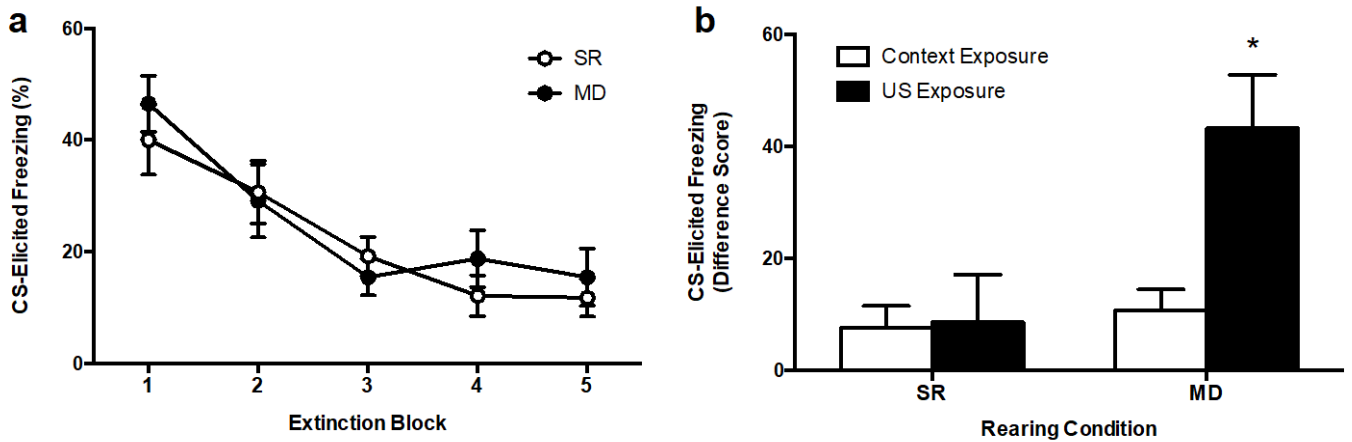 a
CS-Elicited Freezing (%)
60
40
20
0
SR
MD
1 2 3 4 5
Extinction Block
b
CS-Elicited Freezing
(Difference Score)
60
40
20
0
Context Exposure
US Exposure
*
SR MD
Rearing Condition